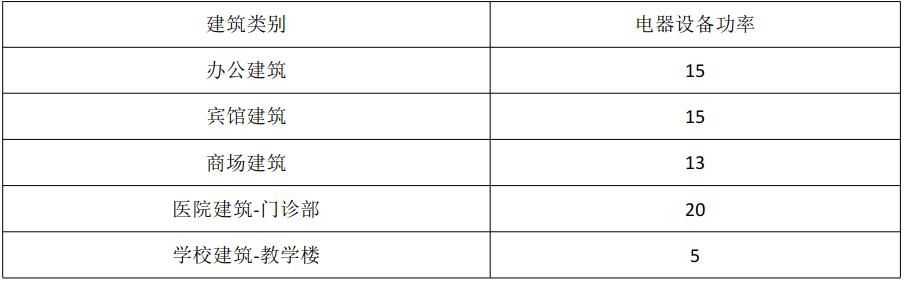 建筑类别 电器设备功率
办公建筑 15
宾馆建筑 15
商场建筑 13
医院建筑-门诊部 20
学校建筑-教学楼 5